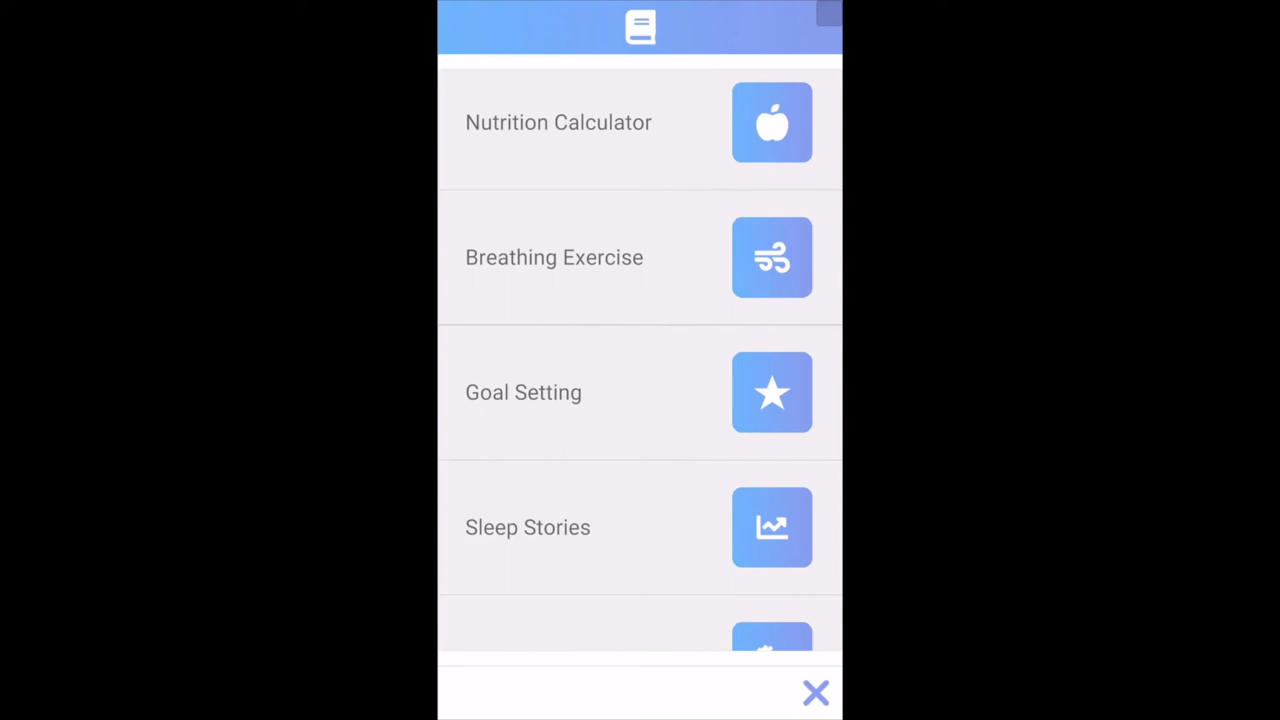 Nutrition Calculator
Breathing Exercise
Goal Setting
Sleep Stories